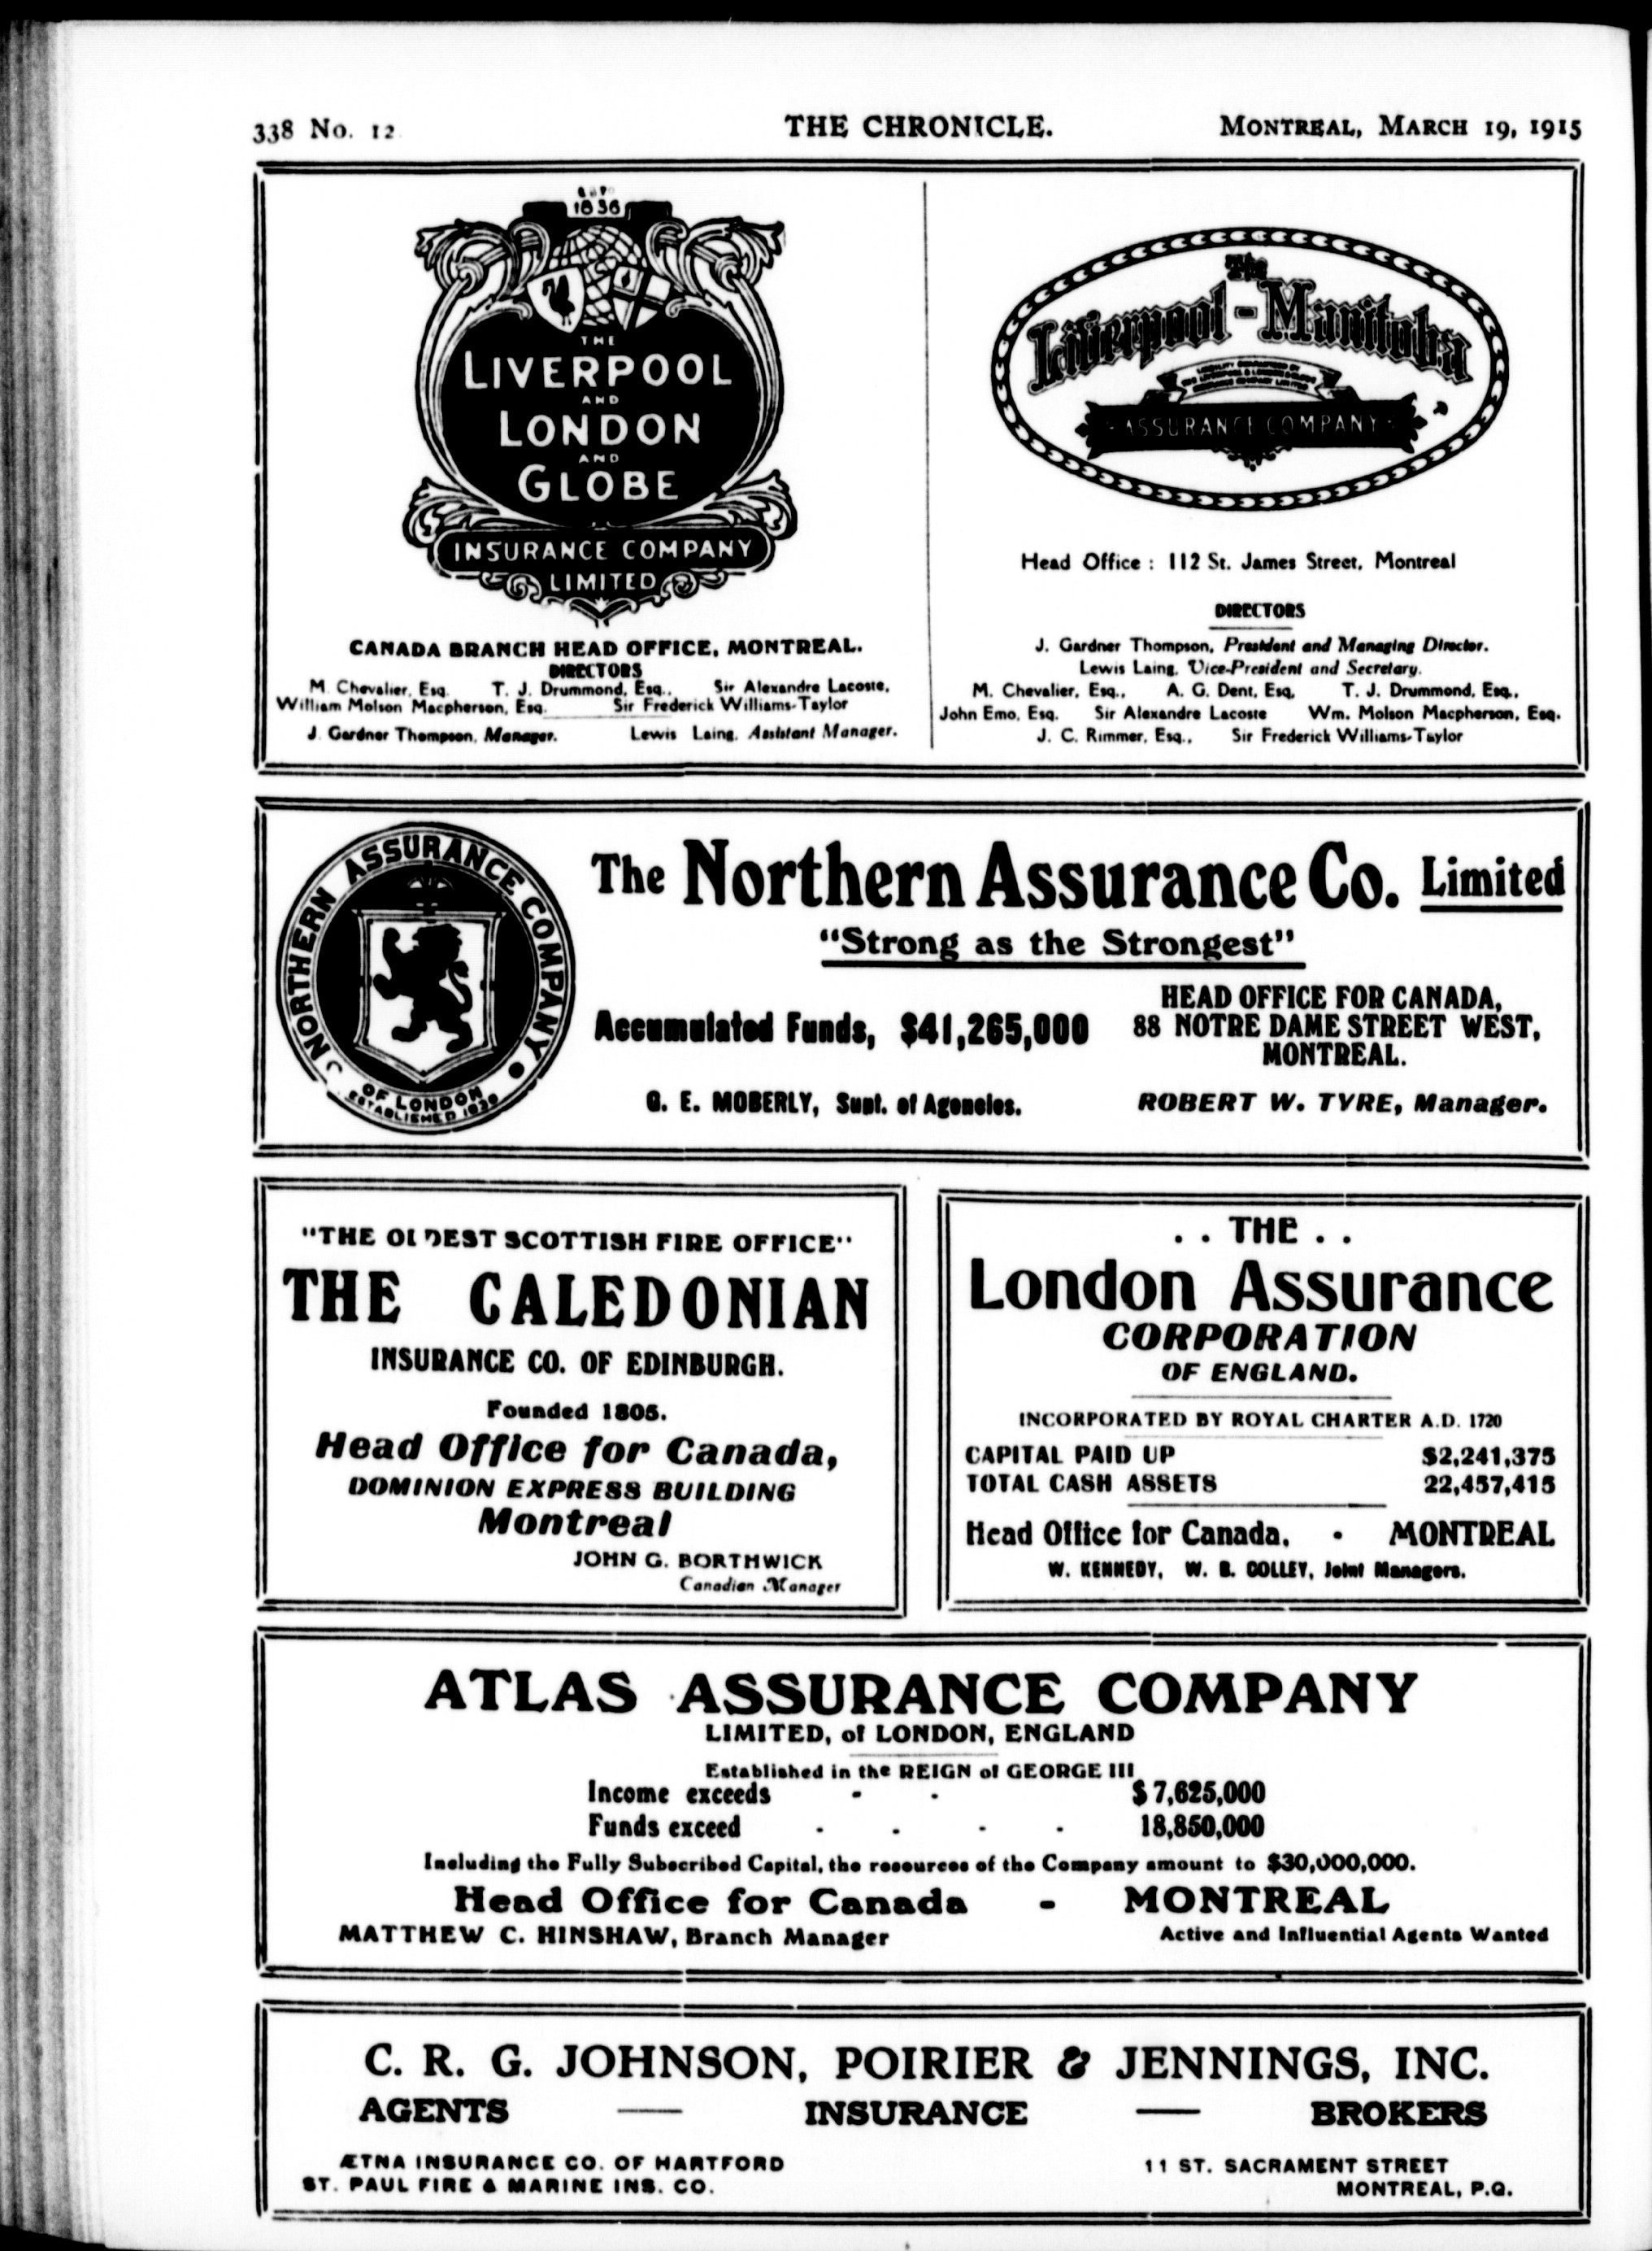 338 No. 12
THE CHRONICLE.
MONTREAL, MARCH 19, 1915
1836
THE
LIVERPOOL
AND
LONDON
AND
GLOBE
INSURANCE COMPANY
LIMITED
CANADA BRANCH HEAD OFFICE, MONTREAL.
DIRECTORS
M. Chevalier, Esq. T. J. Drummond, Esq., Sir Alexandre Lacoste,
William Molson Macpherson, Esq. Sir Frederick Williams-Taylor
J. Gardner Thompson, Manager. Lewis Laing, Assistant Manager.
The
Liverpool-Manitoba
LIABILITY GUARANTEED BY
THE LIVERPOOL & LONDON & GLOBE
INSURANCE COMPANY LIMITED
ASSURANCE COMPANY
Head Office : 112 St. James Street, Montreal
DIRECTORS
J. Gardner Thompson, President and Managing Director.
Lewis Laing, Vice-President and Secretary.
M. Chevalier, Esq., A. G. Dent, Esq, T. J. Drummond, Esq.,
John Emo, Esq. Sir Alexandre Lacoste Wm. Molson Macpherson, Esq.
J. C. Rimmer, Esq., Sir Frederick Williams-Taylor
NORTHERN ASSURANCE COMPANY
OF LONDON
ESTABLISHED 1836
The Northern Assurance Co. Limited
"Strong as the Strongest"
Accumulated Funds, $41,265,000
HEAD OFFICE FOR CANADA,
88 NOTRE DAME STREET WEST,
MONTREAL.
G. E. MOBERLY, Supt. of Agencies.
ROBERT W. TYRE, Manager.
"THE OLDEST SCOTTISH FIRE OFFICE"
THE CALEDONIAN
INSURANCE CO. OF EDINBURGH.
Founded 1805.
Head Office for Canada,
DOMINION EXPRESS BUILDING
Montreal
JOHN G. BORTHWICK
Canadian Manager
. . THE . .
London Assurance
CORPORATION
OF ENGLAND.
INCORPORATED BY ROYAL CHARTER A.D. 1720
CAPITAL PAID UP $2,241,375
TOTAL CASH ASSETS 22,457,415
Head Office for Canada, - MONTREAL
W. KENNEDY, W. B. COLLEY, Joint Managers.
ATLAS ASSURANCE COMPANY
LIMITED, of LONDON, ENGLAND
Established in the REIGN of GEORGE III
Income exceeds - - $7,625,000
Funds exceed - - - - 18,850,000
Including the Fully Subscribed Capital, the resources of the Company amount to $30,000,000.
Head Office for Canada - MONTREAL
MATTHEW C. HINSHAW, Branch Manager
Active and Influential Agents Wanted
C. R. G. JOHNSON, POIRIER & JENNINGS, INC.
AGENTS — INSURANCE — BROKERS
ÆTNA INSURANCE CO. OF HARTFORD
ST. PAUL FIRE & MARINE INS. CO.
11 ST. SACRAMENT STREET
MONTREAL, P.Q.